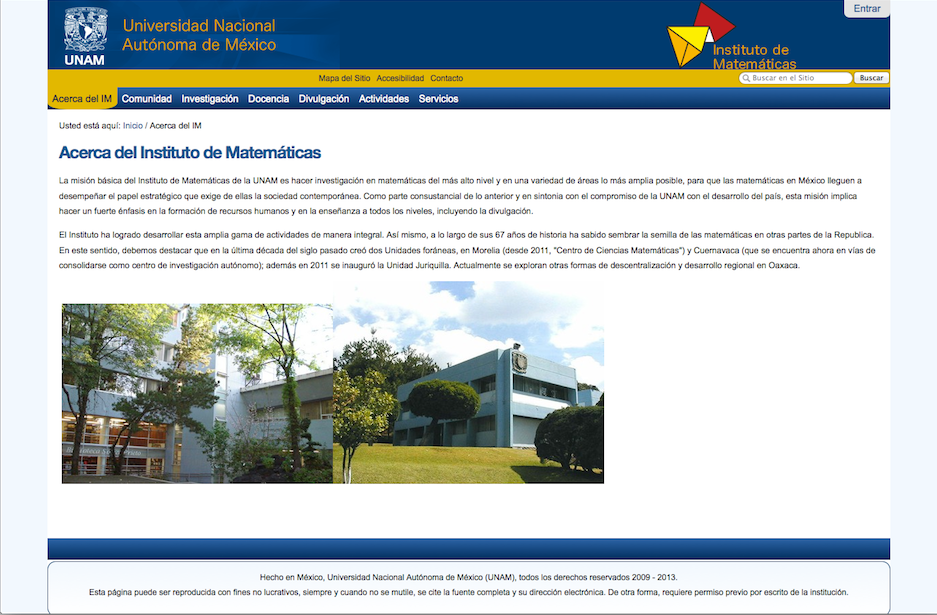 UNAM
Universidad Nacional
Autónoma de México
Instituto de
Matemáticas
Entrar
Mapa del Sitio Accesibilidad Contacto
Buscar en el Sitio
Buscar
Acerca del IM Comunidad Investigación Docencia Divulgación Actividades Servicios
Usted está aquí: Inicio / Acerca del IM
Acerca del Instituto de Matemáticas
La misión básica del Instituto de Matemáticas de la UNAM es hacer investigación en matemáticas del más alto nivel y en una variedad de áreas lo más amplia posible, para que las matemáticas en México lleguen a
desempeñar el papel estratégico que exige de ellas la sociedad contemporánea. Como parte consustancial de lo anterior y en sintonia con el compromiso de la UNAM con el desarrollo del país, esta misión implica
hacer un fuerte énfasis en la formación de recursos humanos y en la enseñanza a todos los niveles, incluyendo la divulgación.
El Instituto ha logrado desarrollar esta amplia gama de actividades de manera integral. Así mismo, a lo largo de sus 67 años de historia ha sabido sembrar la semilla de las matemáticas en otras partes de la Republica.
En este sentido, debemos destacar que en la última década del siglo pasado creó dos Unidades foráneas, en Morelia (desde 2011, "Centro de Ciencias Matemáticas") y Cuernavaca (que se encuentra ahora en vías de
consolidarse como centro de investigación autónomo); además en 2011 se inauguró la Unidad Juriquilla. Actualmente se exploran otras formas de descentralización y desarrollo regional en Oaxaca.
Hecho en México, Universidad Nacional Autónoma de México (UNAM), todos los derechos reservados 2009 - 2013.
Esta página puede ser reproducida con fines no lucrativos, siempre y cuando no se mutile, se cite la fuente completa y su dirección electrónica. De otra forma, requiere permiso previo por escrito de la institución.